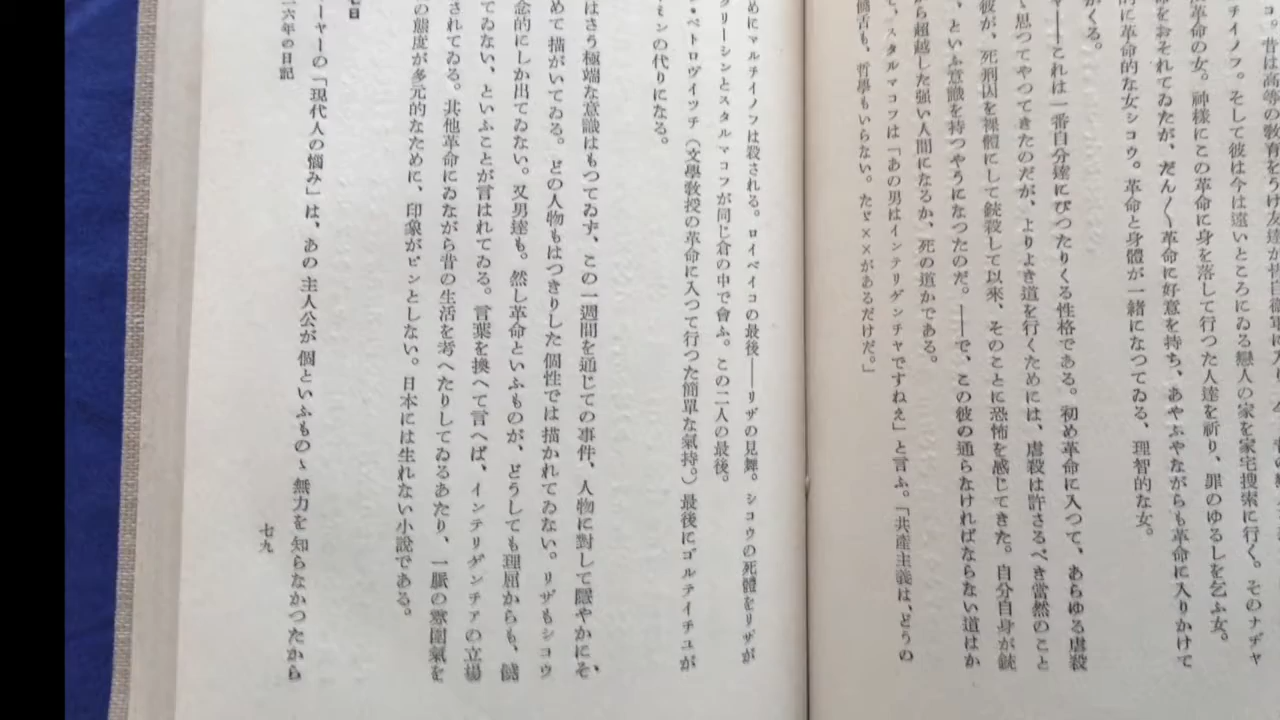 コ。昔は高等の教育をうけ友達が
チイノフ。そして彼は今は遠いところにゐる戀人の家を家宅捜索に行く。そのナヂャ
革命の女。神様にこの革命に身を落して行つた人達を祈り、罪のゆるしを乞ふ女。
命をおそれてゐたが、だん〳〵革命に好意を持ち、あやふやながらも革命に入りかけて
的に革命的な女シコウ。革命と身體が一緒になつてゐる、理智的な女。
がくる。
マ――これは一番自分達にぴつたりくる性格である。初め革命に入つて、あらゆる虐殺
ゝ思つてやつてきたのだが、よりよき道を行くためには、虐殺は許さるべき當然のこと
彼が、死刑囚を裸體にして銃殺して以來、そのことに恐怖を感じてきた。自分自身が銃
、といふ意識を持つやうになつたのだ。――で、この彼の通らなければならない道はか
ら超越した強い人間になるか、死の道かである。
、スタルマコフは「あの男はインテリゲンチャですねえ」と言ふ。「共産主義は、どうの
も、哲學もいらない。たゞ××があるだけだ。」
めにマルチイノフは殺される。ロイベイコの最後――リザの見舞。シコウの死體をリザが
グリーシンとスタルマコフが同じ倉の中で會ふ。この二人の最後。
・ペトロヴイツチ(文學教授の革命に入つて行つた簡單な氣持。)最後にゴルテイチユが
ミンの代りになる。
はさう極端な意識はもつてゐず、この一週間を通じての事件、人物に對して隱やかにそ
めて描がいてゐる。どの人物もはつきりした個性では描かれてゐない。リザもシコウ
念的にしか出てゐない。又男達も。然し革命といふものが、どうしても理屈からも、儲
てゐない、といふことが言はれてゐる。言葉を換へて言へば、インテリゲンチアの立場
されてゐる。其他革命にゐながら昔の生活を考へたりしてゐるあたり、一脈の雰圍氣を
の態度が多元的なために、印象がピンとしない。日本には生れない小說である。
七日
ーャーの「現代人の惱み」は、あの主人公が個といふものゝ無力を知らなかつたから
二六年の日記
七九